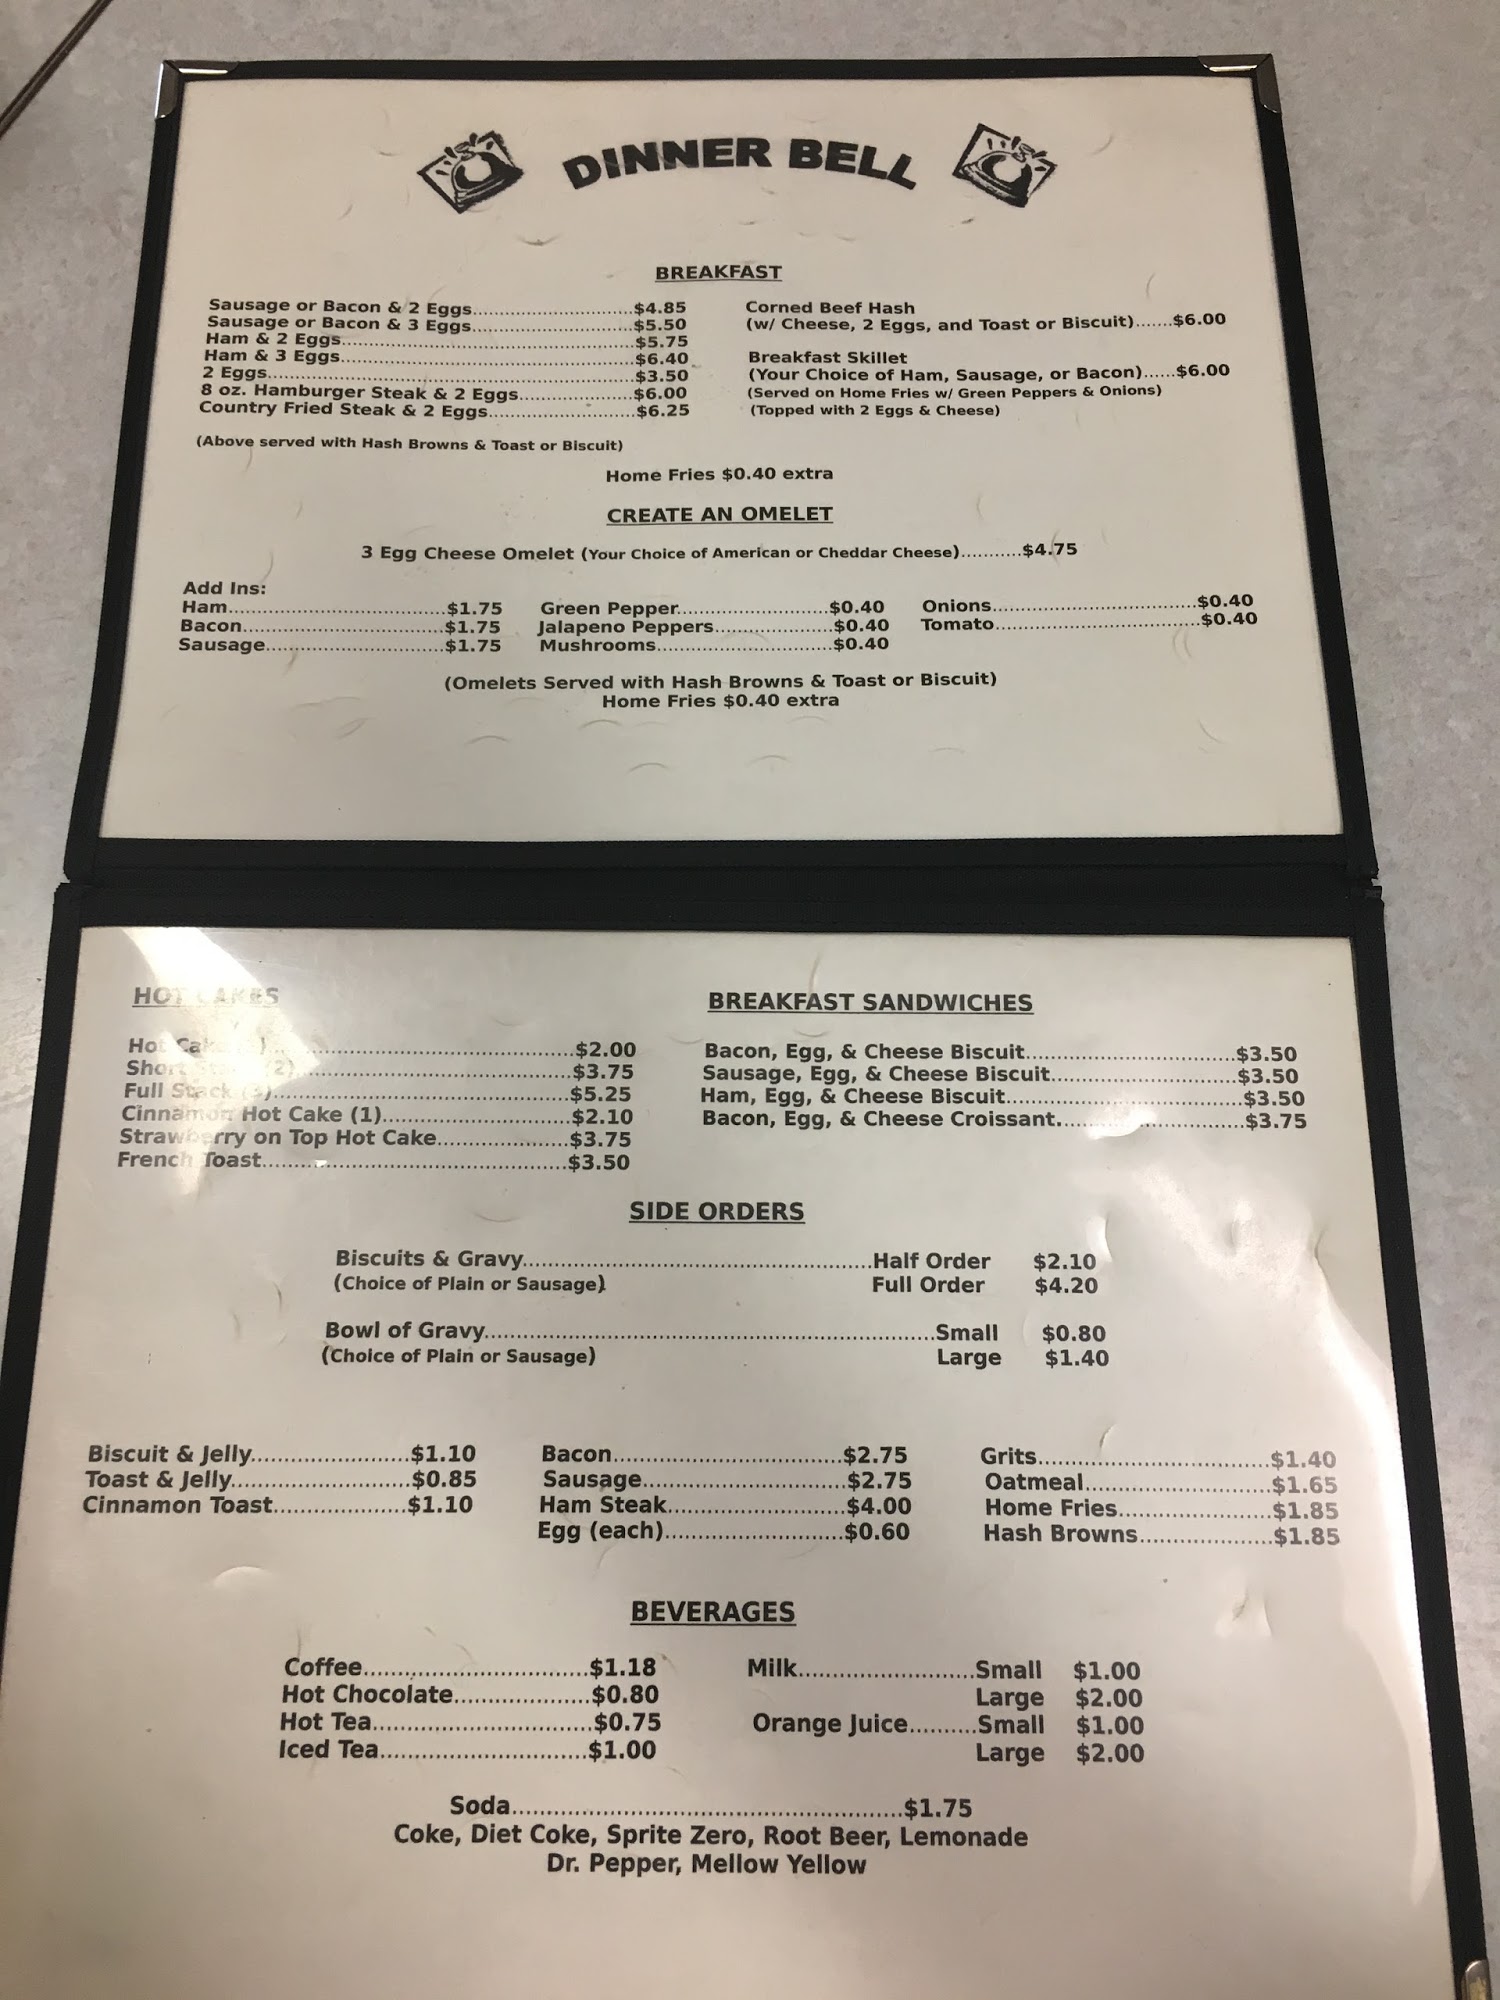 DINNER BELL
BREAKFAST
Sausage or Bacon & 2 Eggs..............................$4.85
Sausage or Bacon & 3 Eggs..............................$5.50
Ham & 2 Eggs......................................................$5.75
Ham & 3 Eggs......................................................$6.40
2 Eggs...................................................................$3.50
8 oz. Hamburger Steak & 2 Eggs.....................$6.00
Country Fried Steak & 2 Eggs...........................$6.25
(Above served with Hash Browns & Toast or Biscuit)
Corned Beef Hash
(w/ Cheese, 2 Eggs, and Toast or Biscuit).......$6.00
Breakfast Skillet
(Your Choice of Ham, Sausage, or Bacon)......$6.00
(Served on Home Fries w/ Green Peppers & Onions)
(Topped with 2 Eggs & Cheese)
Home Fries $0.40 extra
CREATE AN OMELET
3 Egg Cheese Omelet (Your Choice of American or Cheddar Cheese)...........$4.75
Add Ins:
Ham.......................................$1.75
Bacon....................................$1.75
Sausage................................$1.75
Green Pepper..........................$0.40
Jalapeno Peppers....................$0.40
Mushrooms..............................$0.40
Onions....................................$0.40
Tomato....................................$0.40
(Omelets Served with Hash Browns & Toast or Biscuit)
Home Fries $0.40 extra
HOT CAKES
Hot Cake ..........................................$2.00
Short (2)..........................................$3.75
Full Stack (3)..........................................$5.25
Cinnamon Hot Cake (1)...........................$2.10
Strawberry on Top Hot Cake...................$3.75
French Toast............................................$3.50
BREAKFAST SANDWICHES
Bacon, Egg, & Cheese Biscuit..............................$3.50
Sausage, Egg, & Cheese Biscuit...........................$3.50
Ham, Egg, & Cheese Biscuit.................................$3.50
Bacon, Egg, & Cheese Croissant...........................$3.75
SIDE ORDERS
Biscuits & Gravy..................................................Half Order $2.10
(Choice of Plain or Sausage) Full Order $4.20
Bowl of Gravy................................................................Small $0.80
(Choice of Plain or Sausage) Large $1.40
Biscuit & Jelly.......................$1.10
Toast & Jelly..........................$0.85
Cinnamon Toast...................$1.10
Bacon.................................$2.75
Sausage.............................$2.75
Ham Steak..........................$4.00
Egg (each)..........................$0.60
Grits..................................$1.40
Oatmeal...........................$1.65
Home Fries......................$1.85
Hash Browns...................$1.85
BEVERAGES
Coffee................................$1.18
Hot Chocolate....................$0.80
Hot Tea................................$0.75
Iced Tea..............................$1.00
Milk.........................Small $1.00
Large $2.00
Orange Juice..........Small $1.00
Large $2.00
Soda........................................................$1.75
Coke, Diet Coke, Sprite Zero, Root Beer, Lemonade
Dr. Pepper, Mellow Yellow